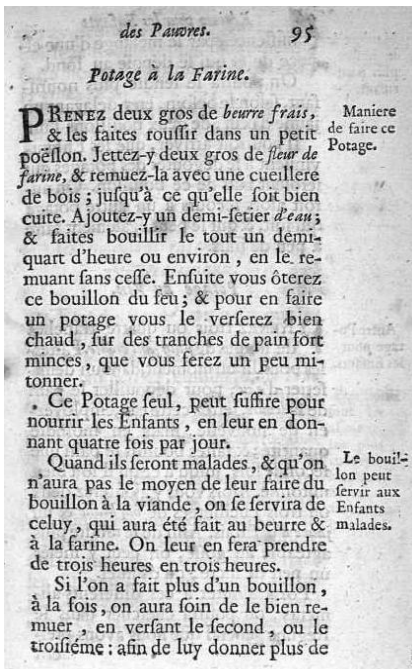 des Pauvres. 95
Potage à la Farine.
PRENEZ deux gros de beurre frais,
& les faites rouſſir dans un petit
poëſlon. Jettez-y deux gros de fleur de
farine, & remuez-la avec une cueillere
de bois ; juſqu'à ce qu'elle ſoit bien
cuite. Ajoutez-y un demi-ſetier d'eau ;
& faites bouillir le tout un demi-
quart d'heure ou environ , en le re-
muant ſans ceſſe. Enſuite vous ôterez
ce bouillon du feu ; & pour en faire
un potage vous le verſerez bien
chaud , ſur des tranches de pain fort
minces, que vous ferez un peu mi-
tonner.
Maniere
de faire ce
Potage.
Ce Potage ſeul, peut ſuffire pour
nourrir les Enfants , en leur en don-
nant quatre fois par jour.
Quand ils ſeront malades, & qu'on
n'aura pas le moyen de leur faire du
bouillon à la viande, on ſe ſervira de
celuy, qui aura été fait au beurre &
à la farine. On leur en fera prendre
de trois heures en trois heures.
Le bouil-
lon peut
ſervir aux
Enfants
malades.
Si l'on a fait plus d'un bouillon,
à la fois, on aura ſoin de le bien re-
muer , en verſant le ſecond, ou le
troiſiéme : afin de luy donner plus de